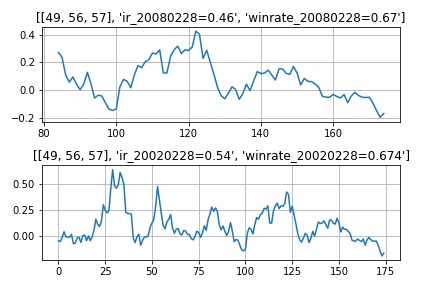 [[49, 56, 57], 'ir_20080228=0.46', 'winrate_20080228=0.67']
0.4
0.2
0.0
−0.2
80 100 120 140 160
[[49, 56, 57], 'ir_20020228=0.54', 'winrate_20020228=0.674']
0.50
0.25
0.00
0 25 50 75 100 125 150 175